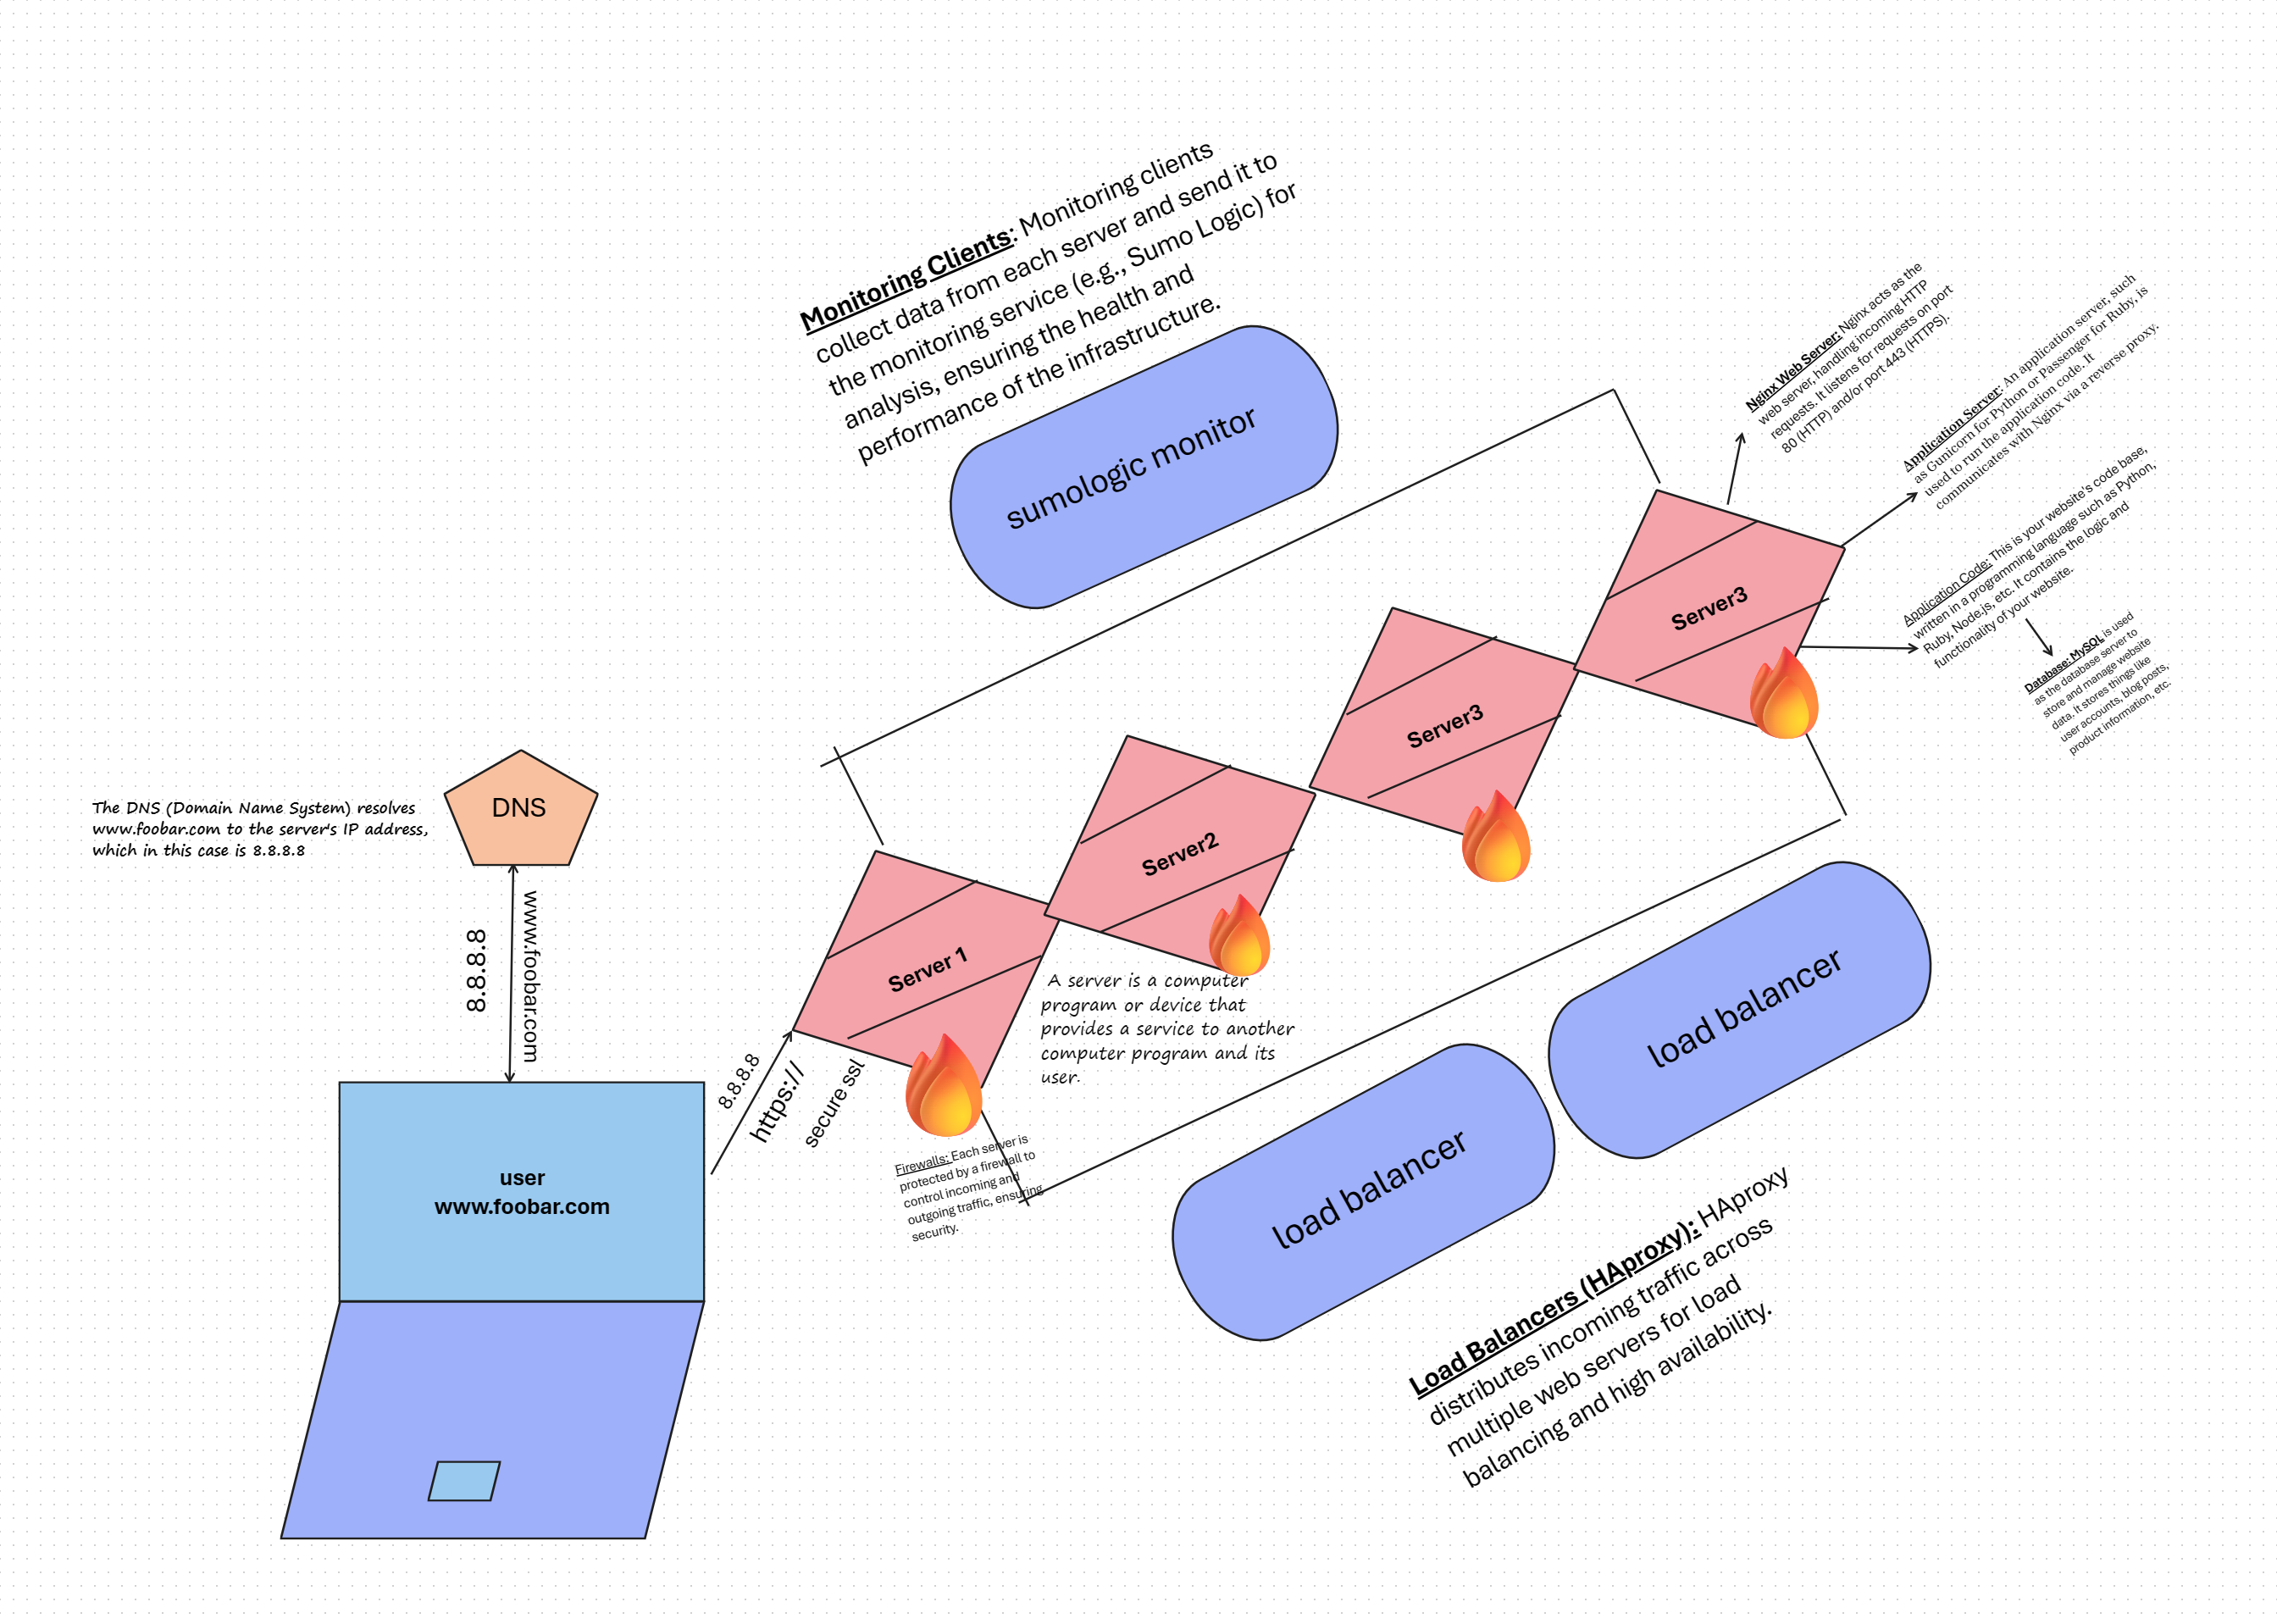 Monitoring Clients: Monitoring clients
collect data from each server and send it to
the monitoring service (e.g., Sumo Logic) for
analysis, ensuring the health and
performance of the infrastructure.
sumologic monitor
Nginx Web Server: Nginx acts as the
web server, handling incoming HTTP
requests. It listens for requests on port
80 (HTTP) and/or port 443 (HTTPS).
Application Server: An application server, such
as Gunicorn for Python or Passenger for Ruby, is
used to run the application code. It
communicates with Nginx via a reverse proxy.
Application Code: This is your website's code base,
written in a programming language such as Python,
Ruby, Node.js, etc. It contains the logic and
functionality of your website.
Database: MySQL is used
as the database server to
store and manage website
data. It stores things like
user accounts, blog posts,
product information, etc.
Server3
Server3
Server2
Server 1
The DNS (Domain Name System) resolves
www.foobar.com to the server's IP address,
which in this case is 8.8.8.8
DNS
8.8.8.8
www.foobar.com
user
www.foobar.com
8.8.8.8
https://
secure ssl
A server is a computer
program or device that
provides a service to another
computer program and its
user.
Firewalls: Each server is
protected by a firewall to
control incoming and
outgoing traffic, ensuring
security.
load balancer
load balancer
Load Balancers (HAproxy): HAproxy
distributes incoming traffic across
multiple web servers for load
balancing and high availability.